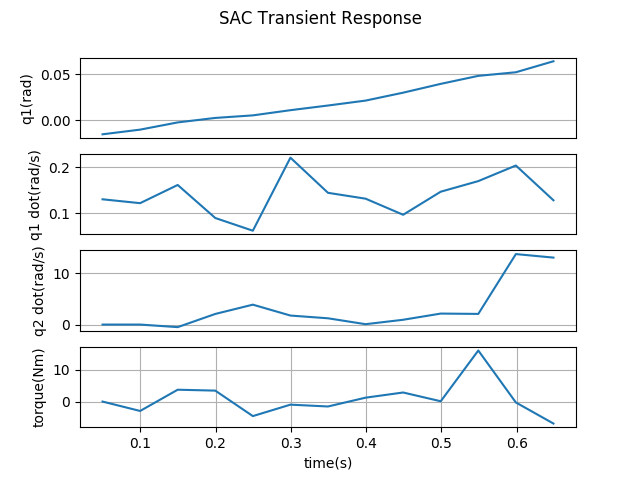 SAC Transient Response
q1(rad)
0.05
0.00
q1 dot(rad/s)
0.2
0.1
q2 dot(rad/s)
10
0
torque(Nm)
10
0
0.1 0.2 0.3 0.4 0.5 0.6
time(s)